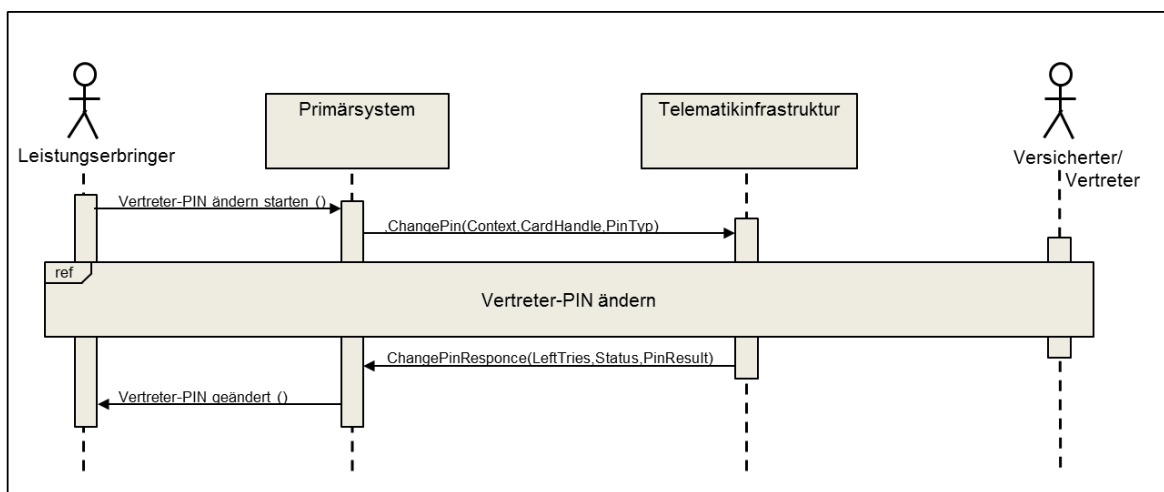 Leistungserbringer
Primärsystem
Telematikinfrastruktur
Versicherter/
Vertreter
Vertreter-PIN ändern starten ()
.ChangePin(Context,CardHandle,PinTyp)
ref
Vertreter-PIN ändern
ChangePinResponce(LeftTries,Status,PinResult)
Vertreter-PIN geändert ()